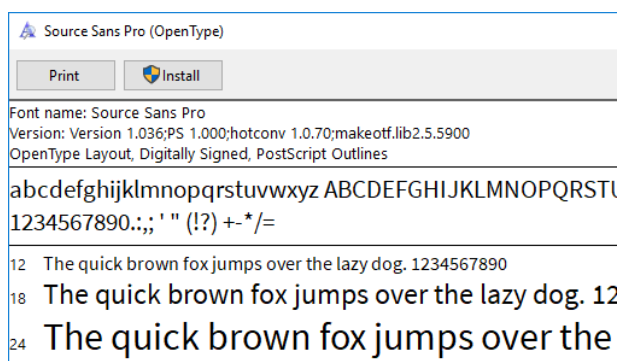 Source Sans Pro (OpenType)
Print Install
Font name: Source Sans Pro
Version: Version 1.036;PS 1.000;hotconv 1.0.70;makeotf.lib2.5.5900
OpenType Layout, Digitally Signed, PostScript Outlines
abcdefghijklmnopqrstuvwxyz ABCDEFGHIJKLMNOPQRSTU
1234567890.:,; ' " (!?) +-*/=
12 The quick brown fox jumps over the lazy dog. 1234567890
18 The quick brown fox jumps over the lazy dog. 12
24 The quick brown fox jumps over the